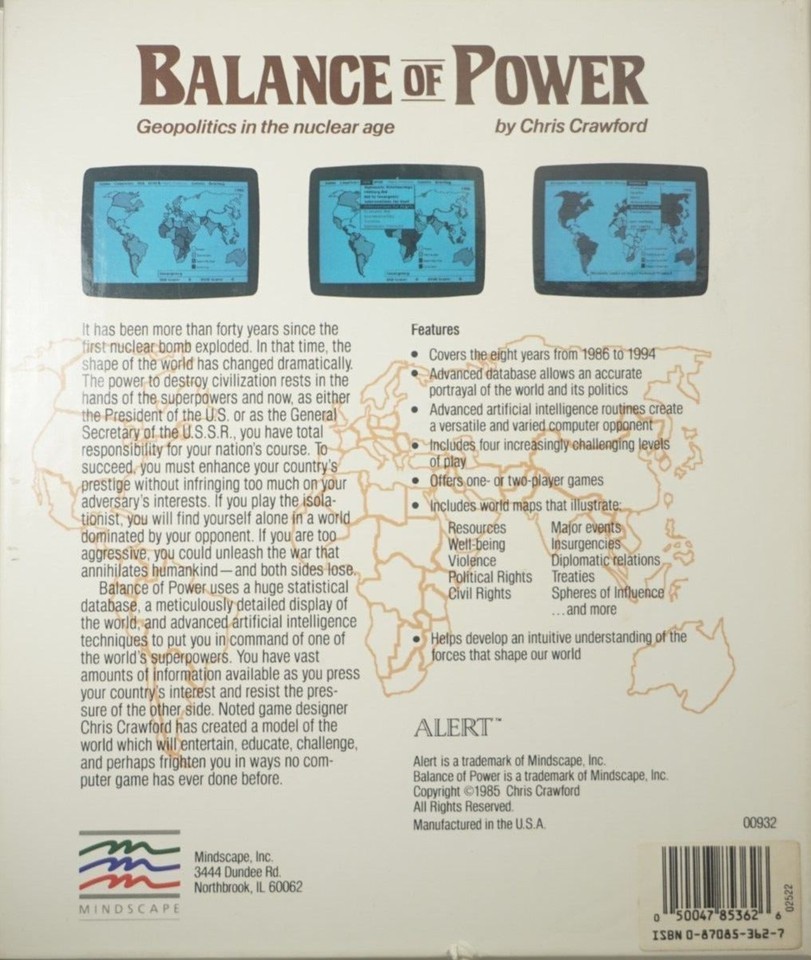 BALANCE OF POWER
Geopolitics in the nuclear age by Chris Crawford
It has been more than forty years since the
first nuclear bomb exploded. In that time, the
shape of the world has changed dramatically.
The power to destroy civilization rests in the
hands of the superpowers and now, as either
the President of the U.S. or as the General
Secretary of the U.S.S.R., you have total
responsibility for your nation's course. To
succeed, you must enhance your country's
prestige without infringing too much on your
adversary's interests. If you play the isola-
tionist, you will find yourself alone in a world
dominated by your opponent. If you are too
aggressive, you could unleash the war that
annihilates humankind—and both sides lose.
Balance of Power uses a huge statistical
database, a meticulously detailed display of
the world, and advanced artificial intelligence
techniques to put you in command of one of
the world's superpowers. You have vast
amounts of information available as you press
your country's interest and resist the pres-
sure of the other side. Noted game designer
Chris Crawford has created a model of the
world which will entertain, educate, challenge,
and perhaps frighten you in ways no com-
puter game has ever done before.
Features
• Covers the eight years from 1986 to 1994
• Advanced database allows an accurate
portrayal of the world and its politics
• Advanced artificial intelligence routines create
a versatile and varied computer opponent
• Includes four increasingly challenging levels
of play
• Offers one- or two-player games
• Includes world maps that illustrate:
Resources Major events
Well-being Insurgencies
Violence Diplomatic relations
Political Rights Treaties
Civil Rights Spheres of Influence
...and more
• Helps develop an intuitive understanding of the
forces that shape our world
ALERT™
Alert is a trademark of Mindscape, Inc.
Balance of Power is a trademark of Mindscape, Inc.
Copyright ©1985 Chris Crawford
All Rights Reserved.
Manufactured in the U.S.A. 00932
MINDSCAPE
Mindscape, Inc.
3444 Dundee Rd.
Northbrook, IL 60062
0 50047 85362 6
02522
ISBN 0-87085-362-7